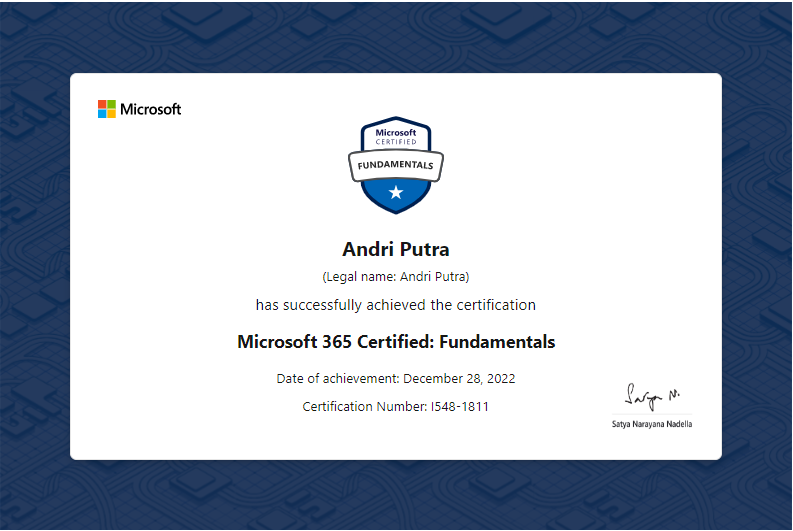 Microsoft
Microsoft
CERTIFIED
FUNDAMENTALS
Andri Putra
(Legal name: Andri Putra)
has successfully achieved the certification
Microsoft 365 Certified: Fundamentals
Date of achievement: December 28, 2022
Certification Number: I548-1811
Satya N.
Satya Narayana Nadella